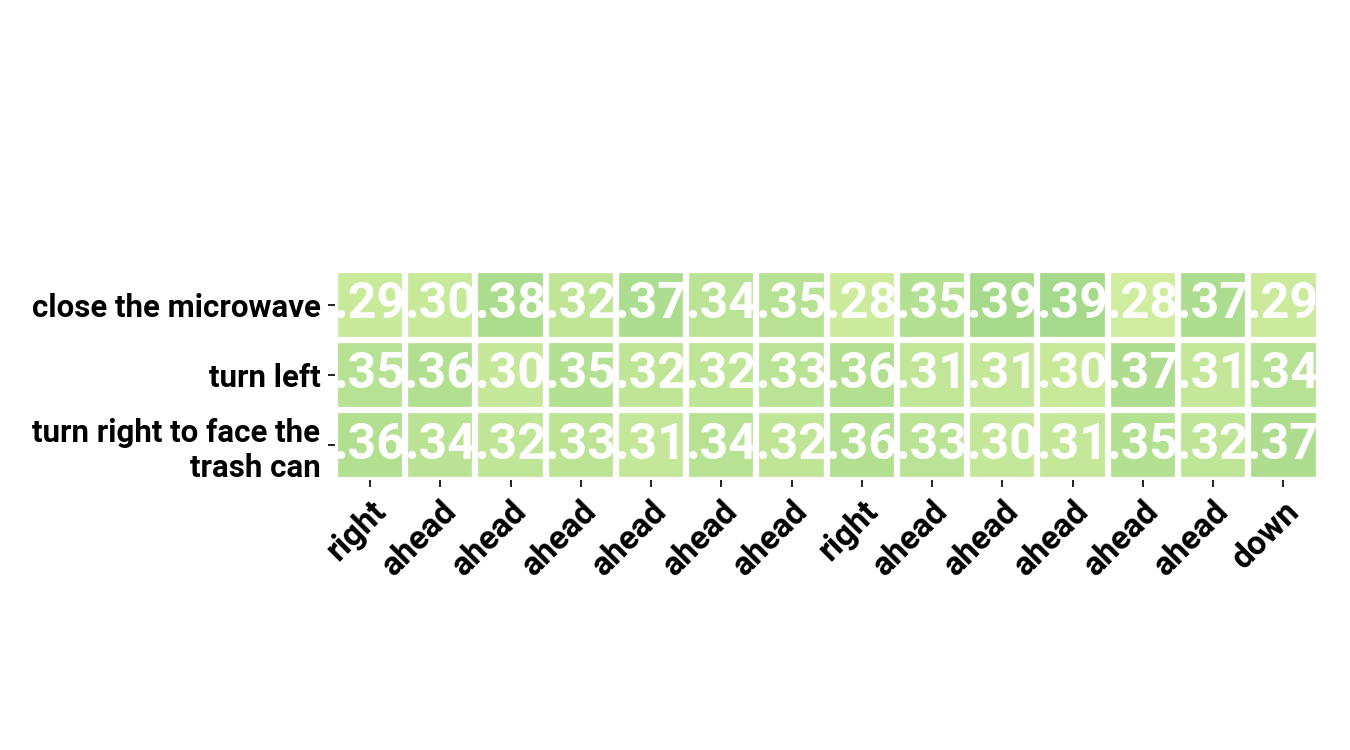 close the microwave .29 .30 .38 .32 .37 .34 .35 .28 .35 .39 .39 .28 .37 .29
turn left .35 .36 .30 .35 .32 .32 .33 .36 .31 .31 .30 .37 .31 .34
turn right to face the
trash can .36 .34 .32 .33 .31 .34 .32 .36 .33 .30 .31 .35 .32 .37
right ahead ahead ahead ahead ahead ahead right ahead ahead ahead ahead ahead down